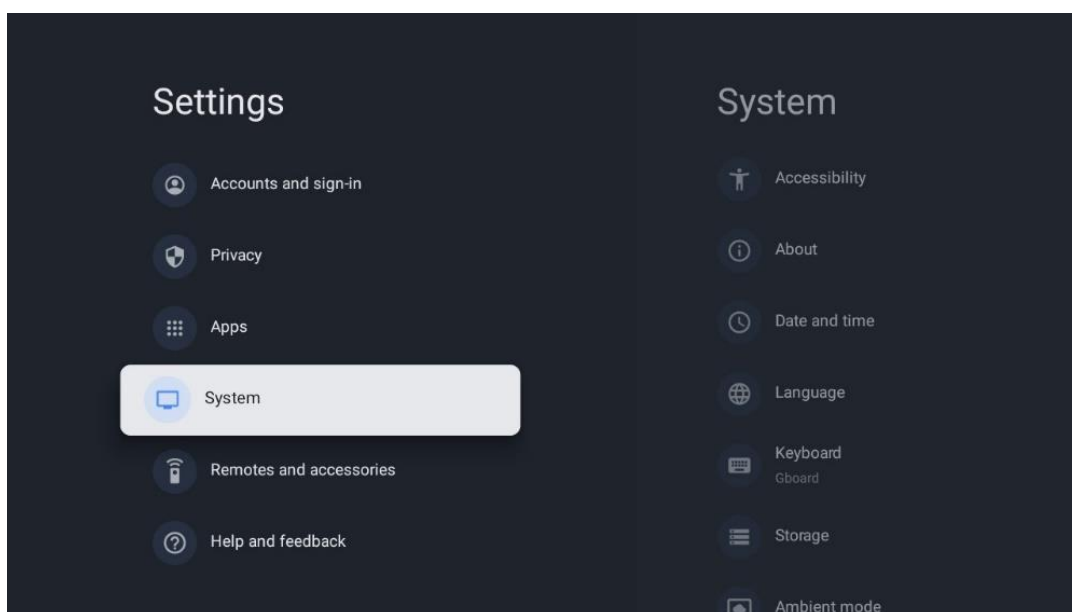 Settings
Accounts and sign-in
Privacy
Apps
System
Remotes and accessories
Help and feedback
System
Accessibility
About
Date and time
Language
Keyboard
Gboard
Storage
Ambient mode